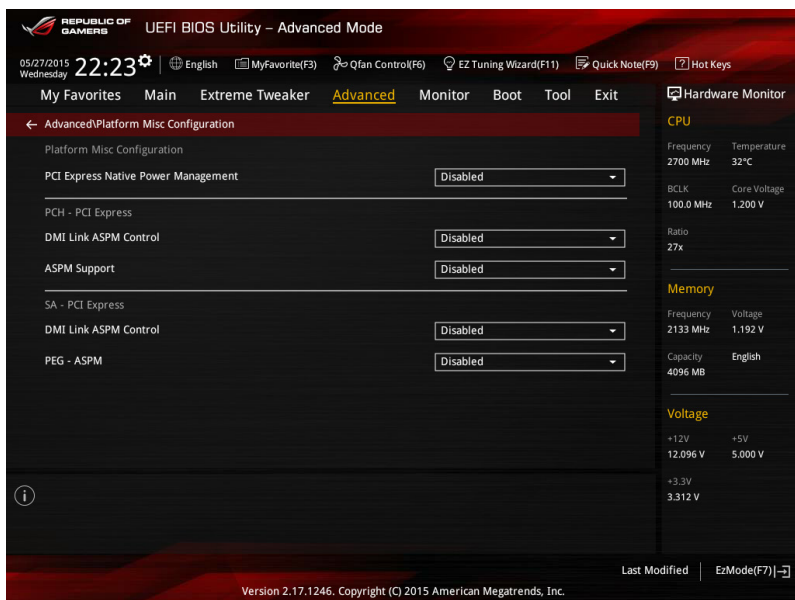 REPUBLIC OF
GAMERS
UEFI BIOS Utility – Advanced Mode
05/27/2015
Wednesday
22:23
English
MyFavorite(F3)
Qfan Control(F6)
EZ Tuning Wizard(F11)
Quick Note(F9)
? Hot Keys
My Favorites Main Extreme Tweaker Advanced Monitor Boot Tool Exit
Hardware Monitor
← Advanced\Platform Misc Configuration
Platform Misc Configuration
PCI Express Native Power Management Disabled
PCH - PCI Express
DMI Link ASPM Control Disabled
ASPM Support Disabled
SA - PCI Express
DMI Link ASPM Control Disabled
PEG - ASPM Disabled
CPU
Frequency Temperature
2700 MHz 32°C
BCLK Core Voltage
100.0 MHz 1.200 V
Ratio
27x
Memory
Frequency Voltage
2133 MHz 1.192 V
Capacity English
4096 MB
Voltage
+12V +5V
12.096 V 5.000 V
+3.3V
3.312 V
i
Last Modified
EzMode(F7)
Version 2.17.1246. Copyright (C) 2015 American Megatrends, Inc.